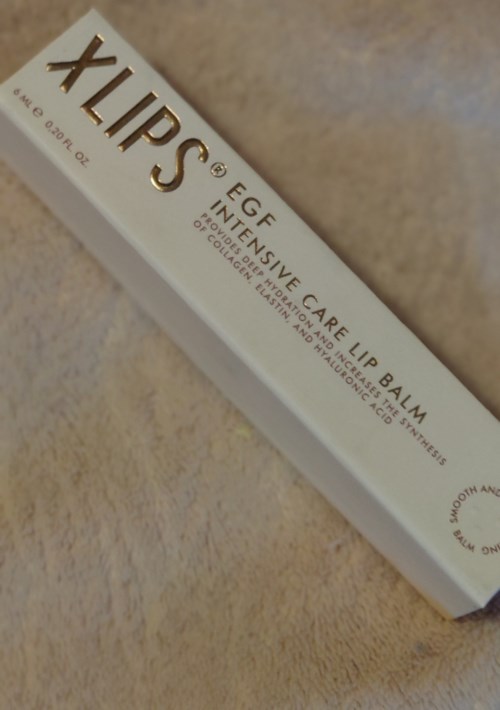 XLIPS®
6 ML ℮ 0,20 FL. OZ.
EGF
INTENSIVE CARE LIP BALM
PROVIDES DEEP HYDRATION AND INCREASES THE SYNTHESIS
OF COLLAGEN, ELASTIN, AND HYALURONIC ACID
SMOOTH AND
BALM